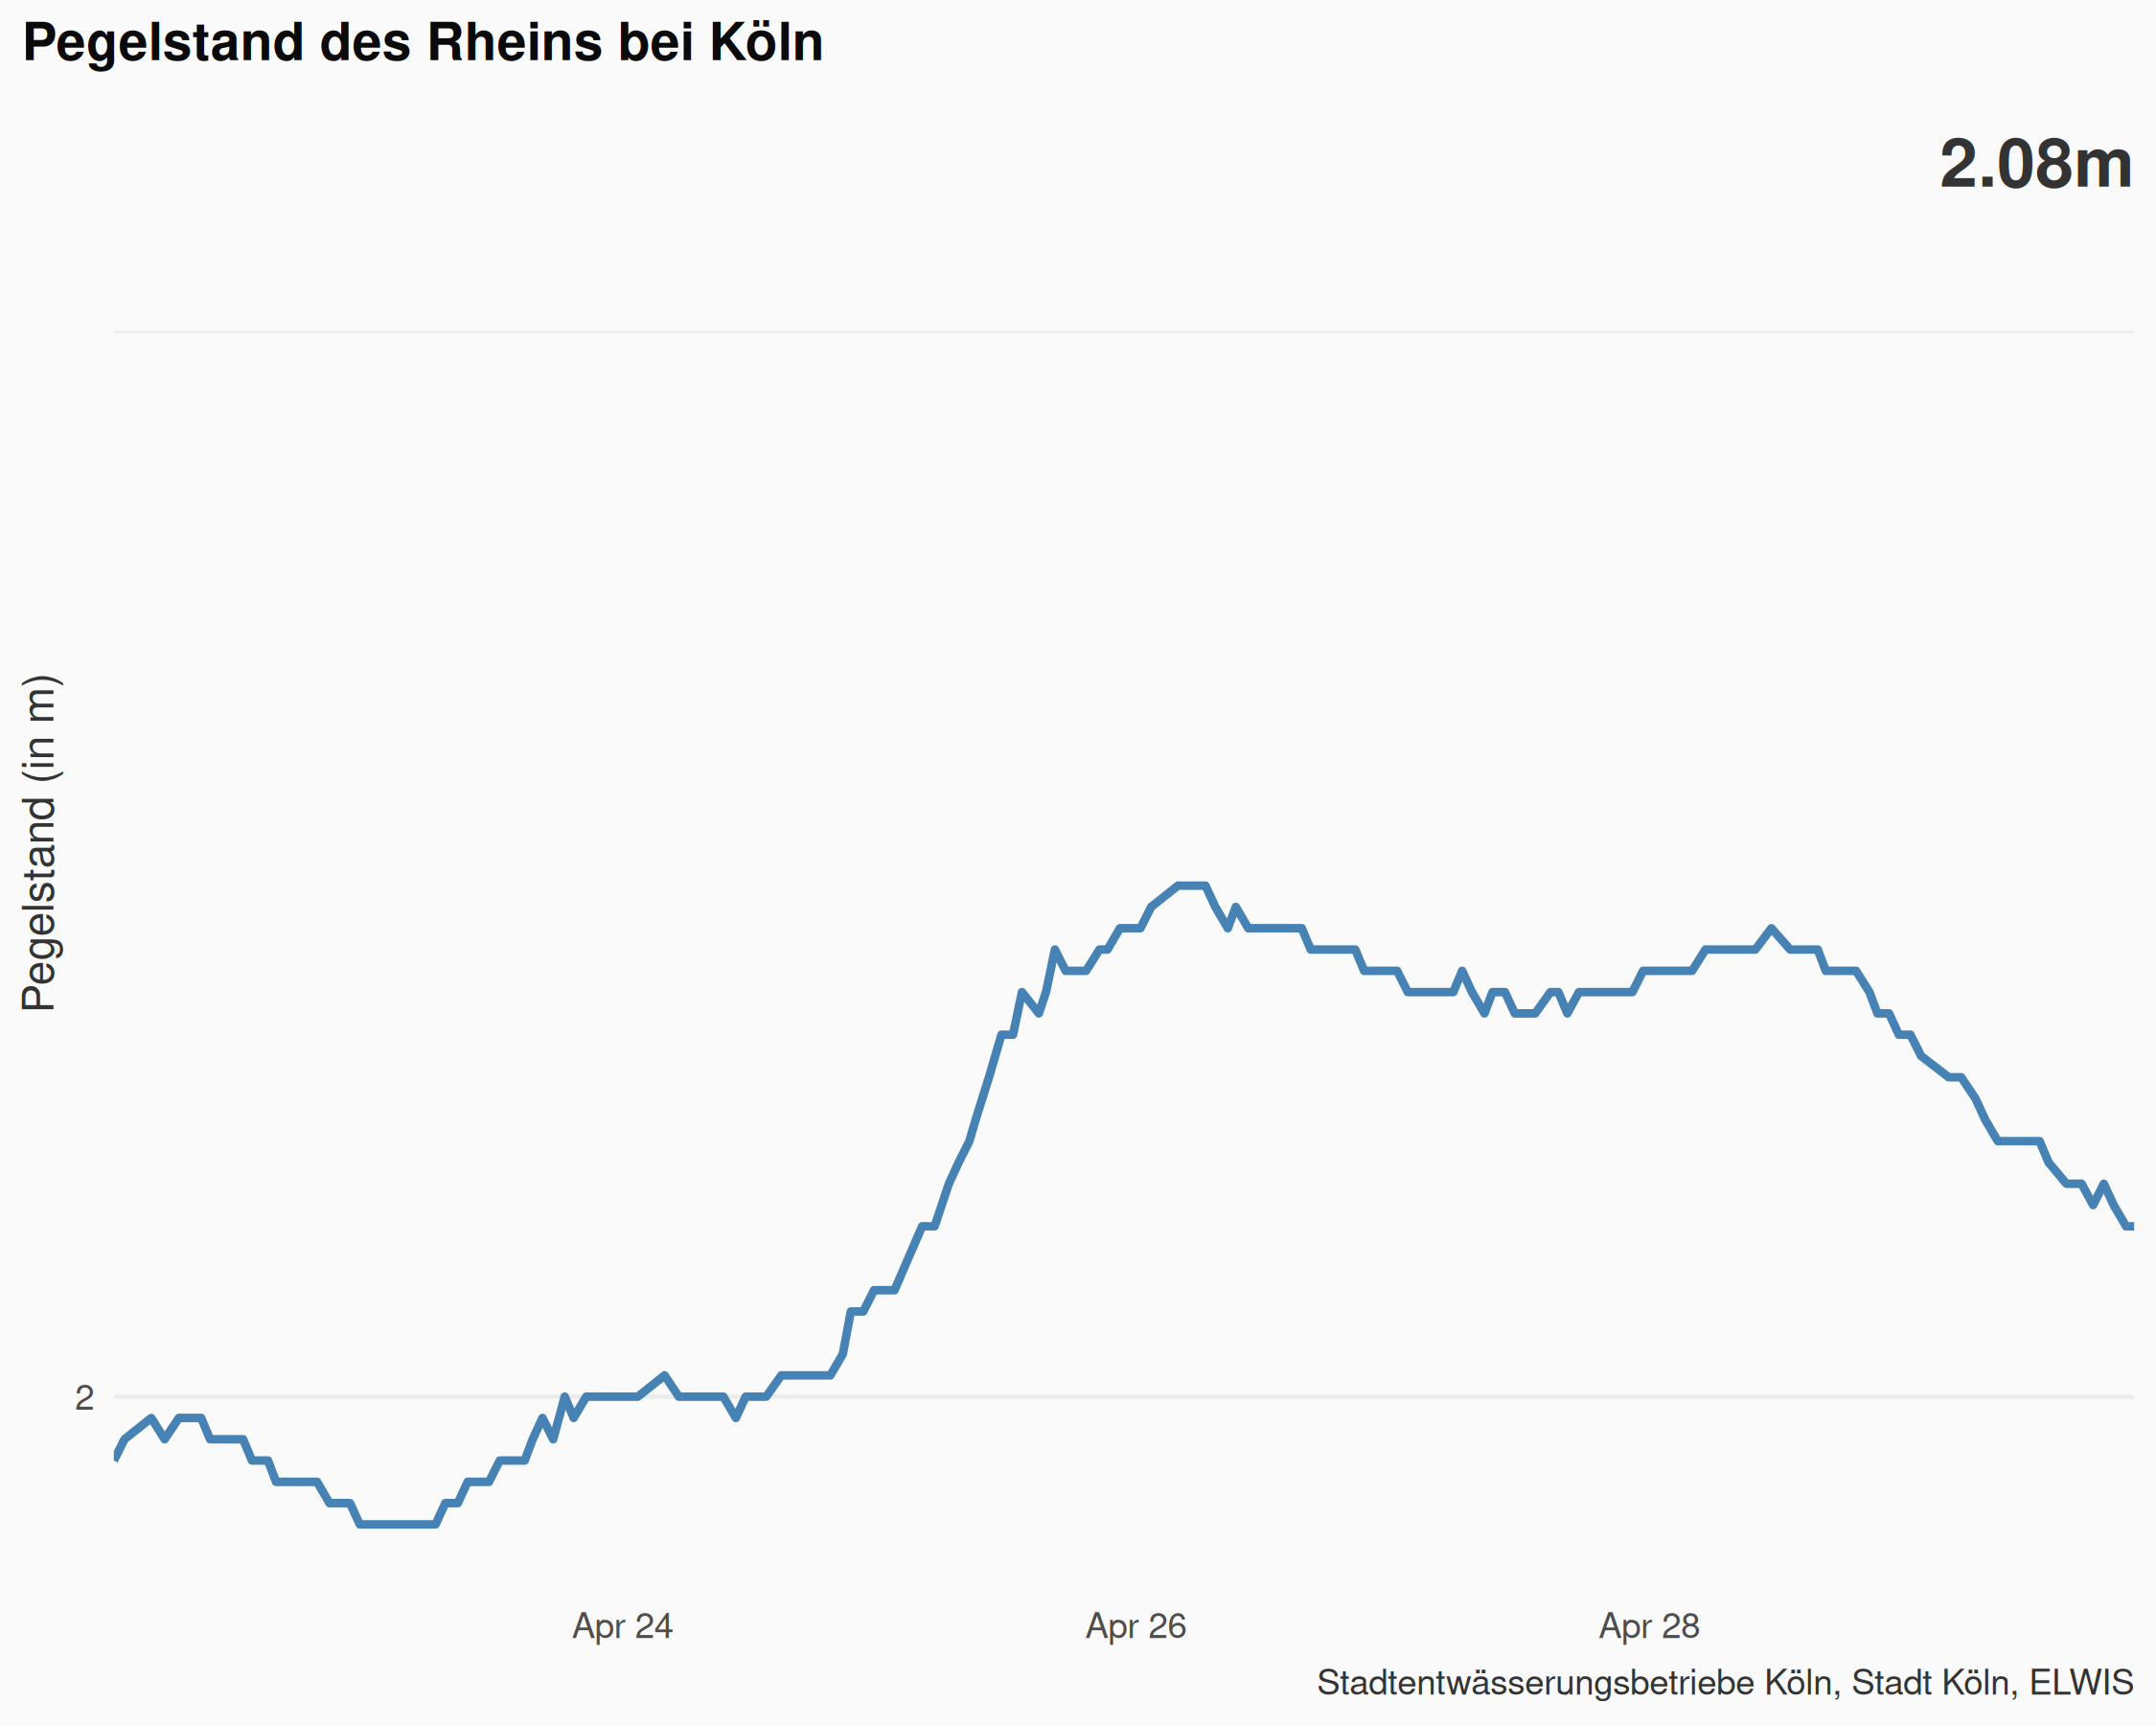 Pegelstand des Rheins bei Köln
2.08m
Pegelstand (in m)
2
Apr 24
Apr 26
Apr 28
Stadtentwässerungsbetriebe Köln, Stadt Köln, ELWIS